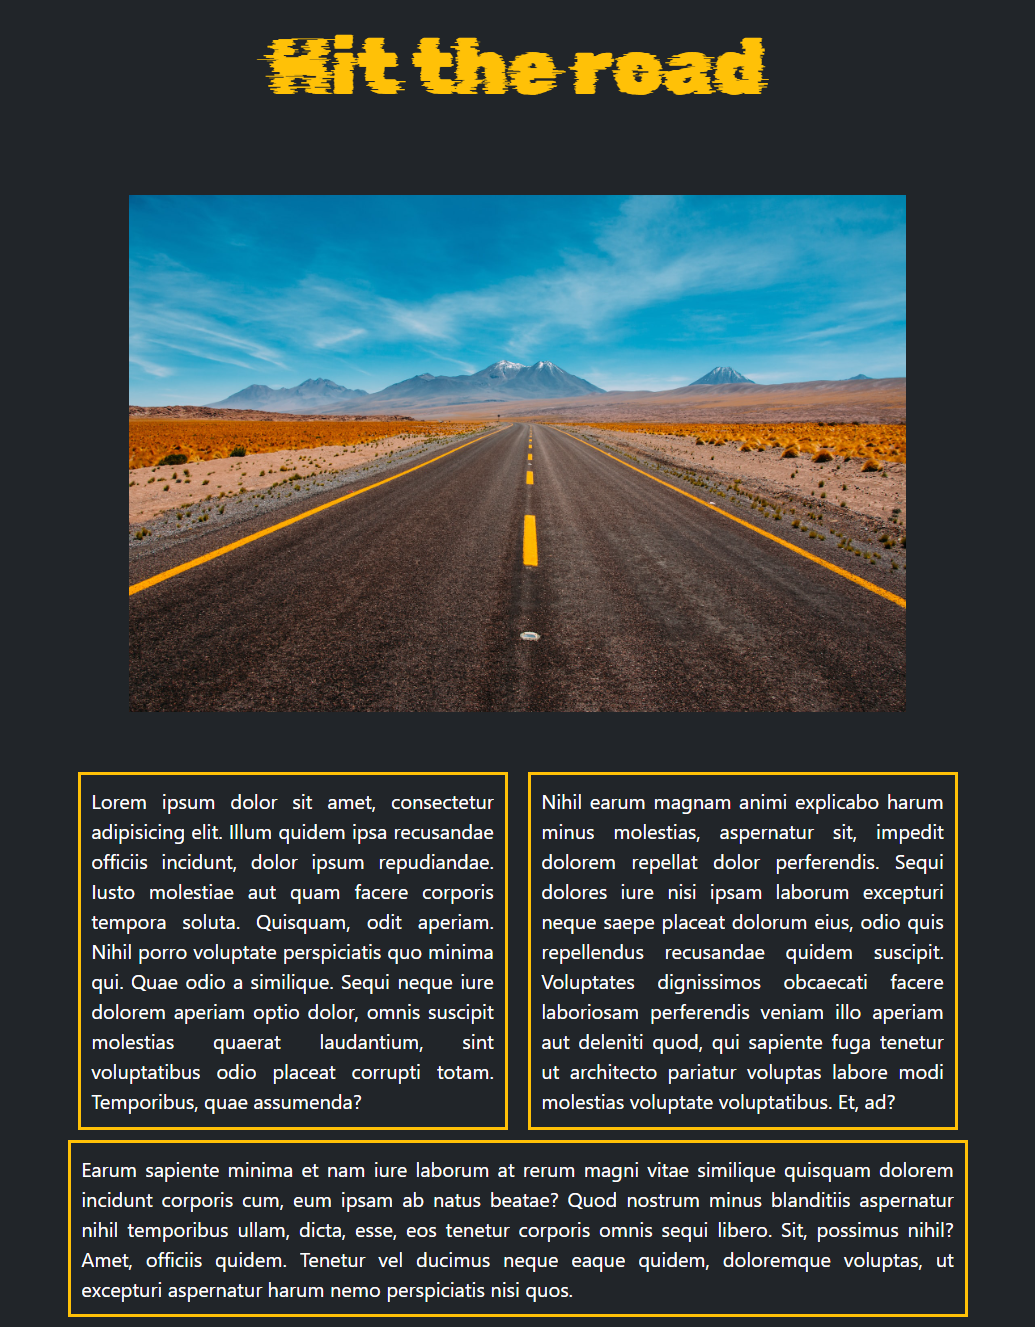 Hit the road
Lorem ipsum dolor sit amet, consectetur
adipisicing elit. Illum quidem ipsa recusandae
officiis incidunt, dolor ipsum repudiandae.
Iusto molestiae aut quam facere corporis
tempora soluta. Quisquam, odit aperiam.
Nihil porro voluptate perspiciatis quo minima
qui. Quae odio a similique. Sequi neque iure
dolorem aperiam optio dolor, omnis suscipit
molestias quaerat laudantium, sint
voluptatibus odio placeat corrupti totam.
Temporibus, quae assumenda?
Nihil earum magnam animi explicabo harum
minus molestias, aspernatur sit, impedit
dolorem repellat dolor perferendis. Sequi
dolores iure nisi ipsam laborum excepturi
neque saepe placeat dolorum eius, odio quis
repellendus recusandae quidem suscipit.
Voluptates dignissimos obcaecati facere
laboriosam perferendis veniam illo aperiam
aut deleniti quod, qui sapiente fuga tenetur
ut architecto pariatur voluptas labore modi
molestias voluptate voluptatibus. Et, ad?
Earum sapiente minima et nam iure laborum at rerum magni vitae similique quisquam dolorem
incidunt corporis cum, eum ipsam ab natus beatae? Quod nostrum minus blanditiis aspernatur
nihil temporibus ullam, dicta, esse, eos tenetur corporis omnis sequi libero. Sit, possimus nihil?
Amet, officiis quidem. Tenetur vel ducimus neque eaque quidem, doloremque voluptas, ut
excepturi aspernatur harum nemo perspiciatis nisi quos.